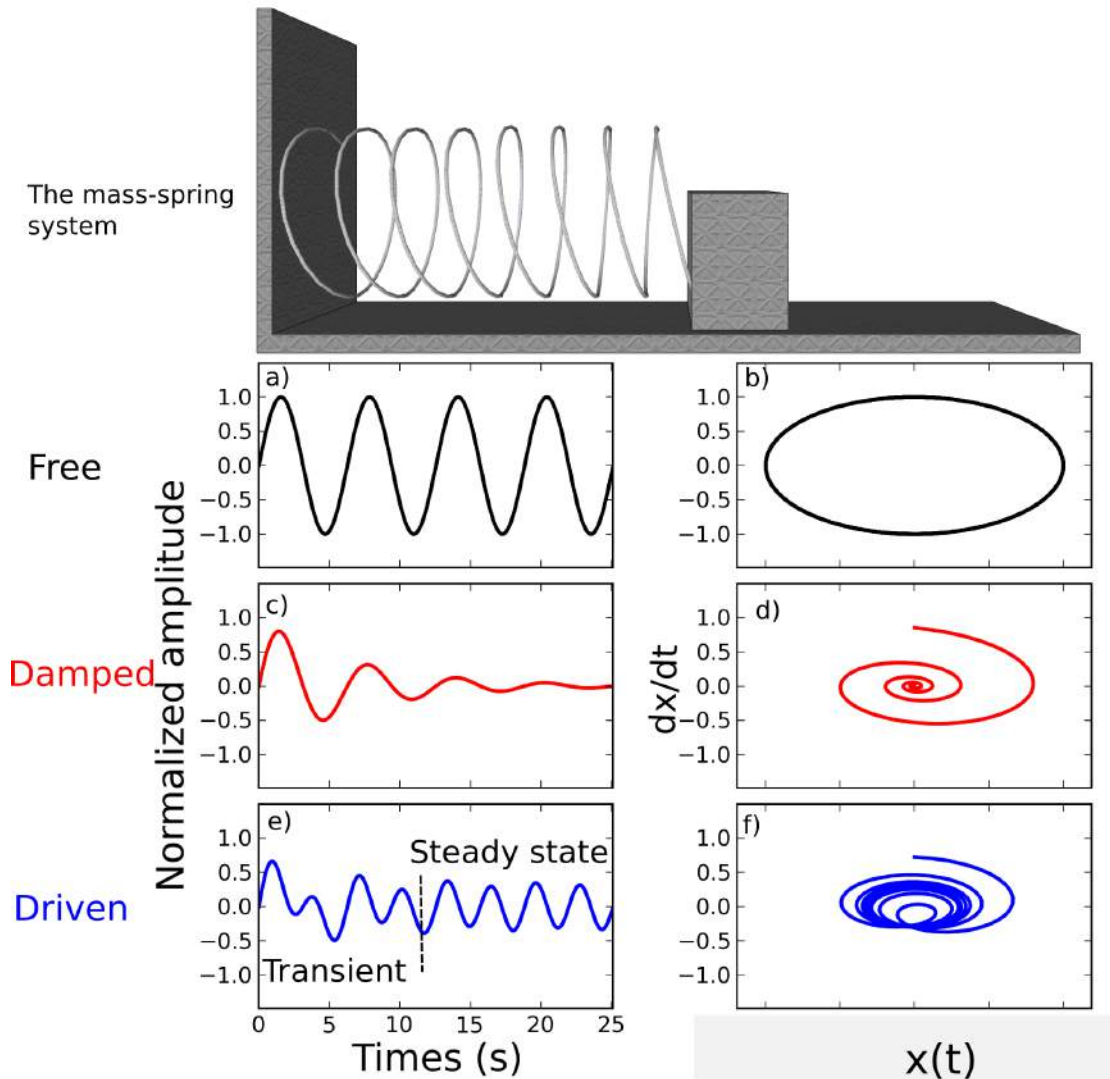 The mass-spring
system
a)
b)
1.0
0.5
0.0
−0.5
−1.0
1.0
0.5
0.0
−0.5
−1.0
Free
Normalized amplitude
c)
d)
1.0
0.5
0.0
−0.5
−1.0
dx/dt
1.0
0.5
0.0
−0.5
−1.0
Damped
e)
f)
1.0
0.5
0.0
−0.5
−1.0
Steady state
Transient
1.0
0.5
0.0
−0.5
−1.0
Driven
0 5 10 15 20 25
Times (s)
x(t)